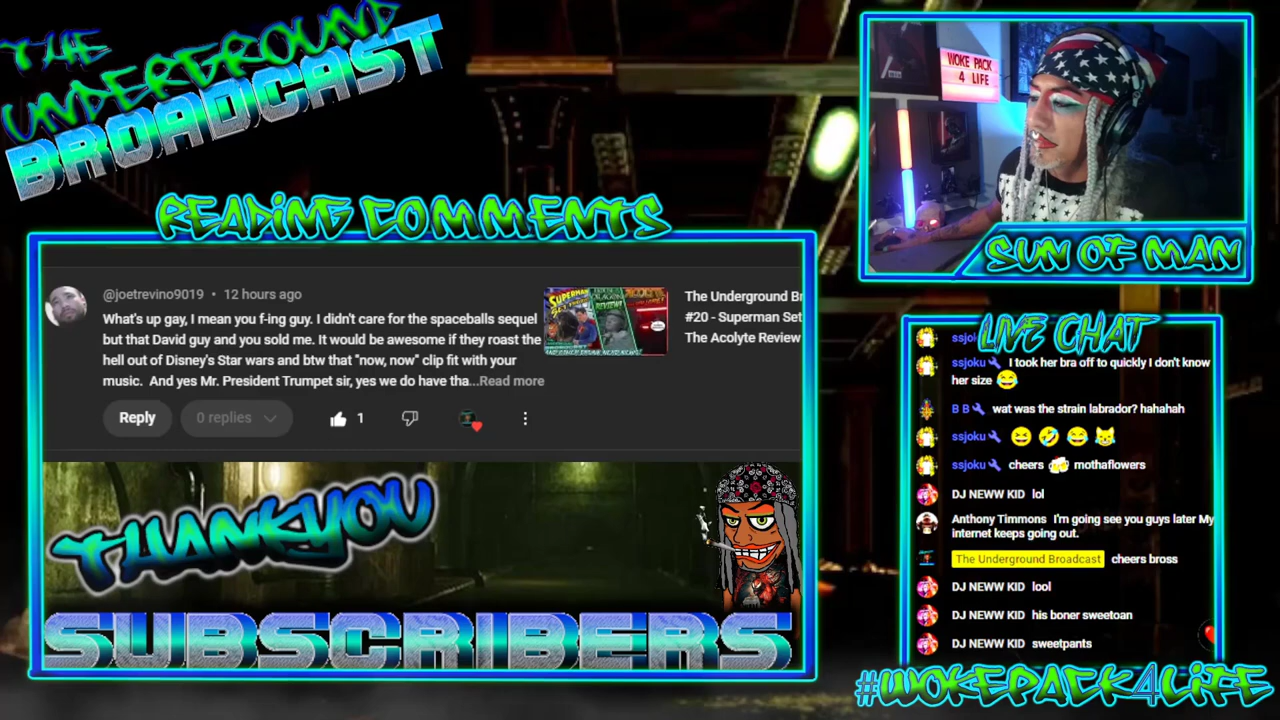 THE
UNDERGROUND
BROADCAST
READING COMMENTS
@joetrevino9019 • 12 hours ago
What's up gay, I mean you f-ing guy. I didn't care for the spaceballs sequel
but that David guy and you sold me. It would be awesome if they roast the
hell out of Disney's Star wars and btw that "now, now" clip fit with your
music. And yes Mr. President Trumpet sir, yes we do have tha...Read more
Reply
0 replies
1
SUPERMAN
REVIEW!
The Underground Br
#20 - Superman Set
The Acolyte Review
THANKYOU
SUBSCRIBERS
WOKE PACK
4 LIFE
SUN OF MAN
LIVE CHAT
ssjo
ssjoku I took her bra off to quickly I don't know
her size 😂
B B wat was the strain labrador? hahahah
ssjoku 😆 🤣 😂 😹
ssjoku cheers 🍻 mothaflowers
DJ NEWW KID lol
Anthony Timmons I'm going see you guys later My
internet keeps going out.
The Underground Broadcast cheers bross
DJ NEWW KID lool
DJ NEWW KID his boner sweetoan
DJ NEWW KID sweetpants
#WOKEPACK4LIFE